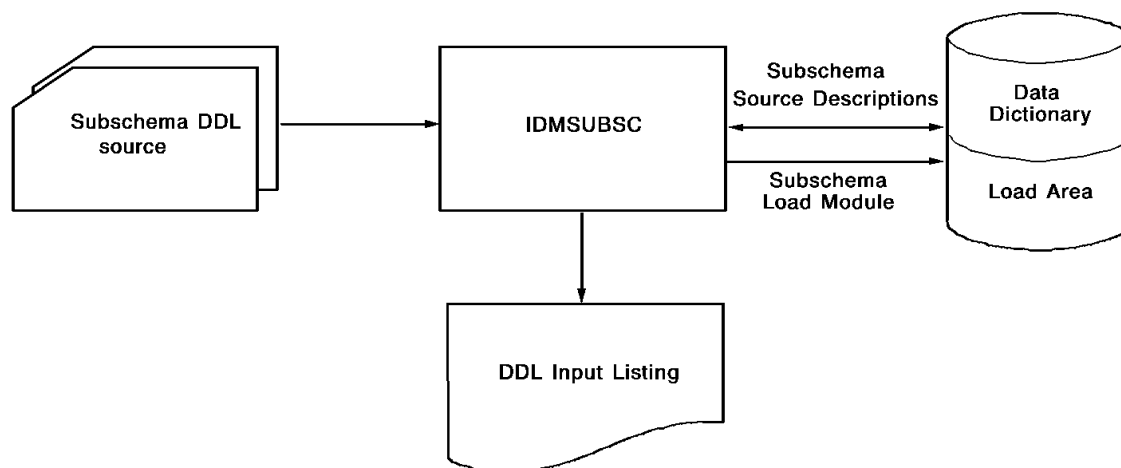 Subschema DDL
source
IDMSUBSC
Subschema
Source Descriptions
Subschema
Load Module
Data
Dictionary
Load Area
DDL Input Listing